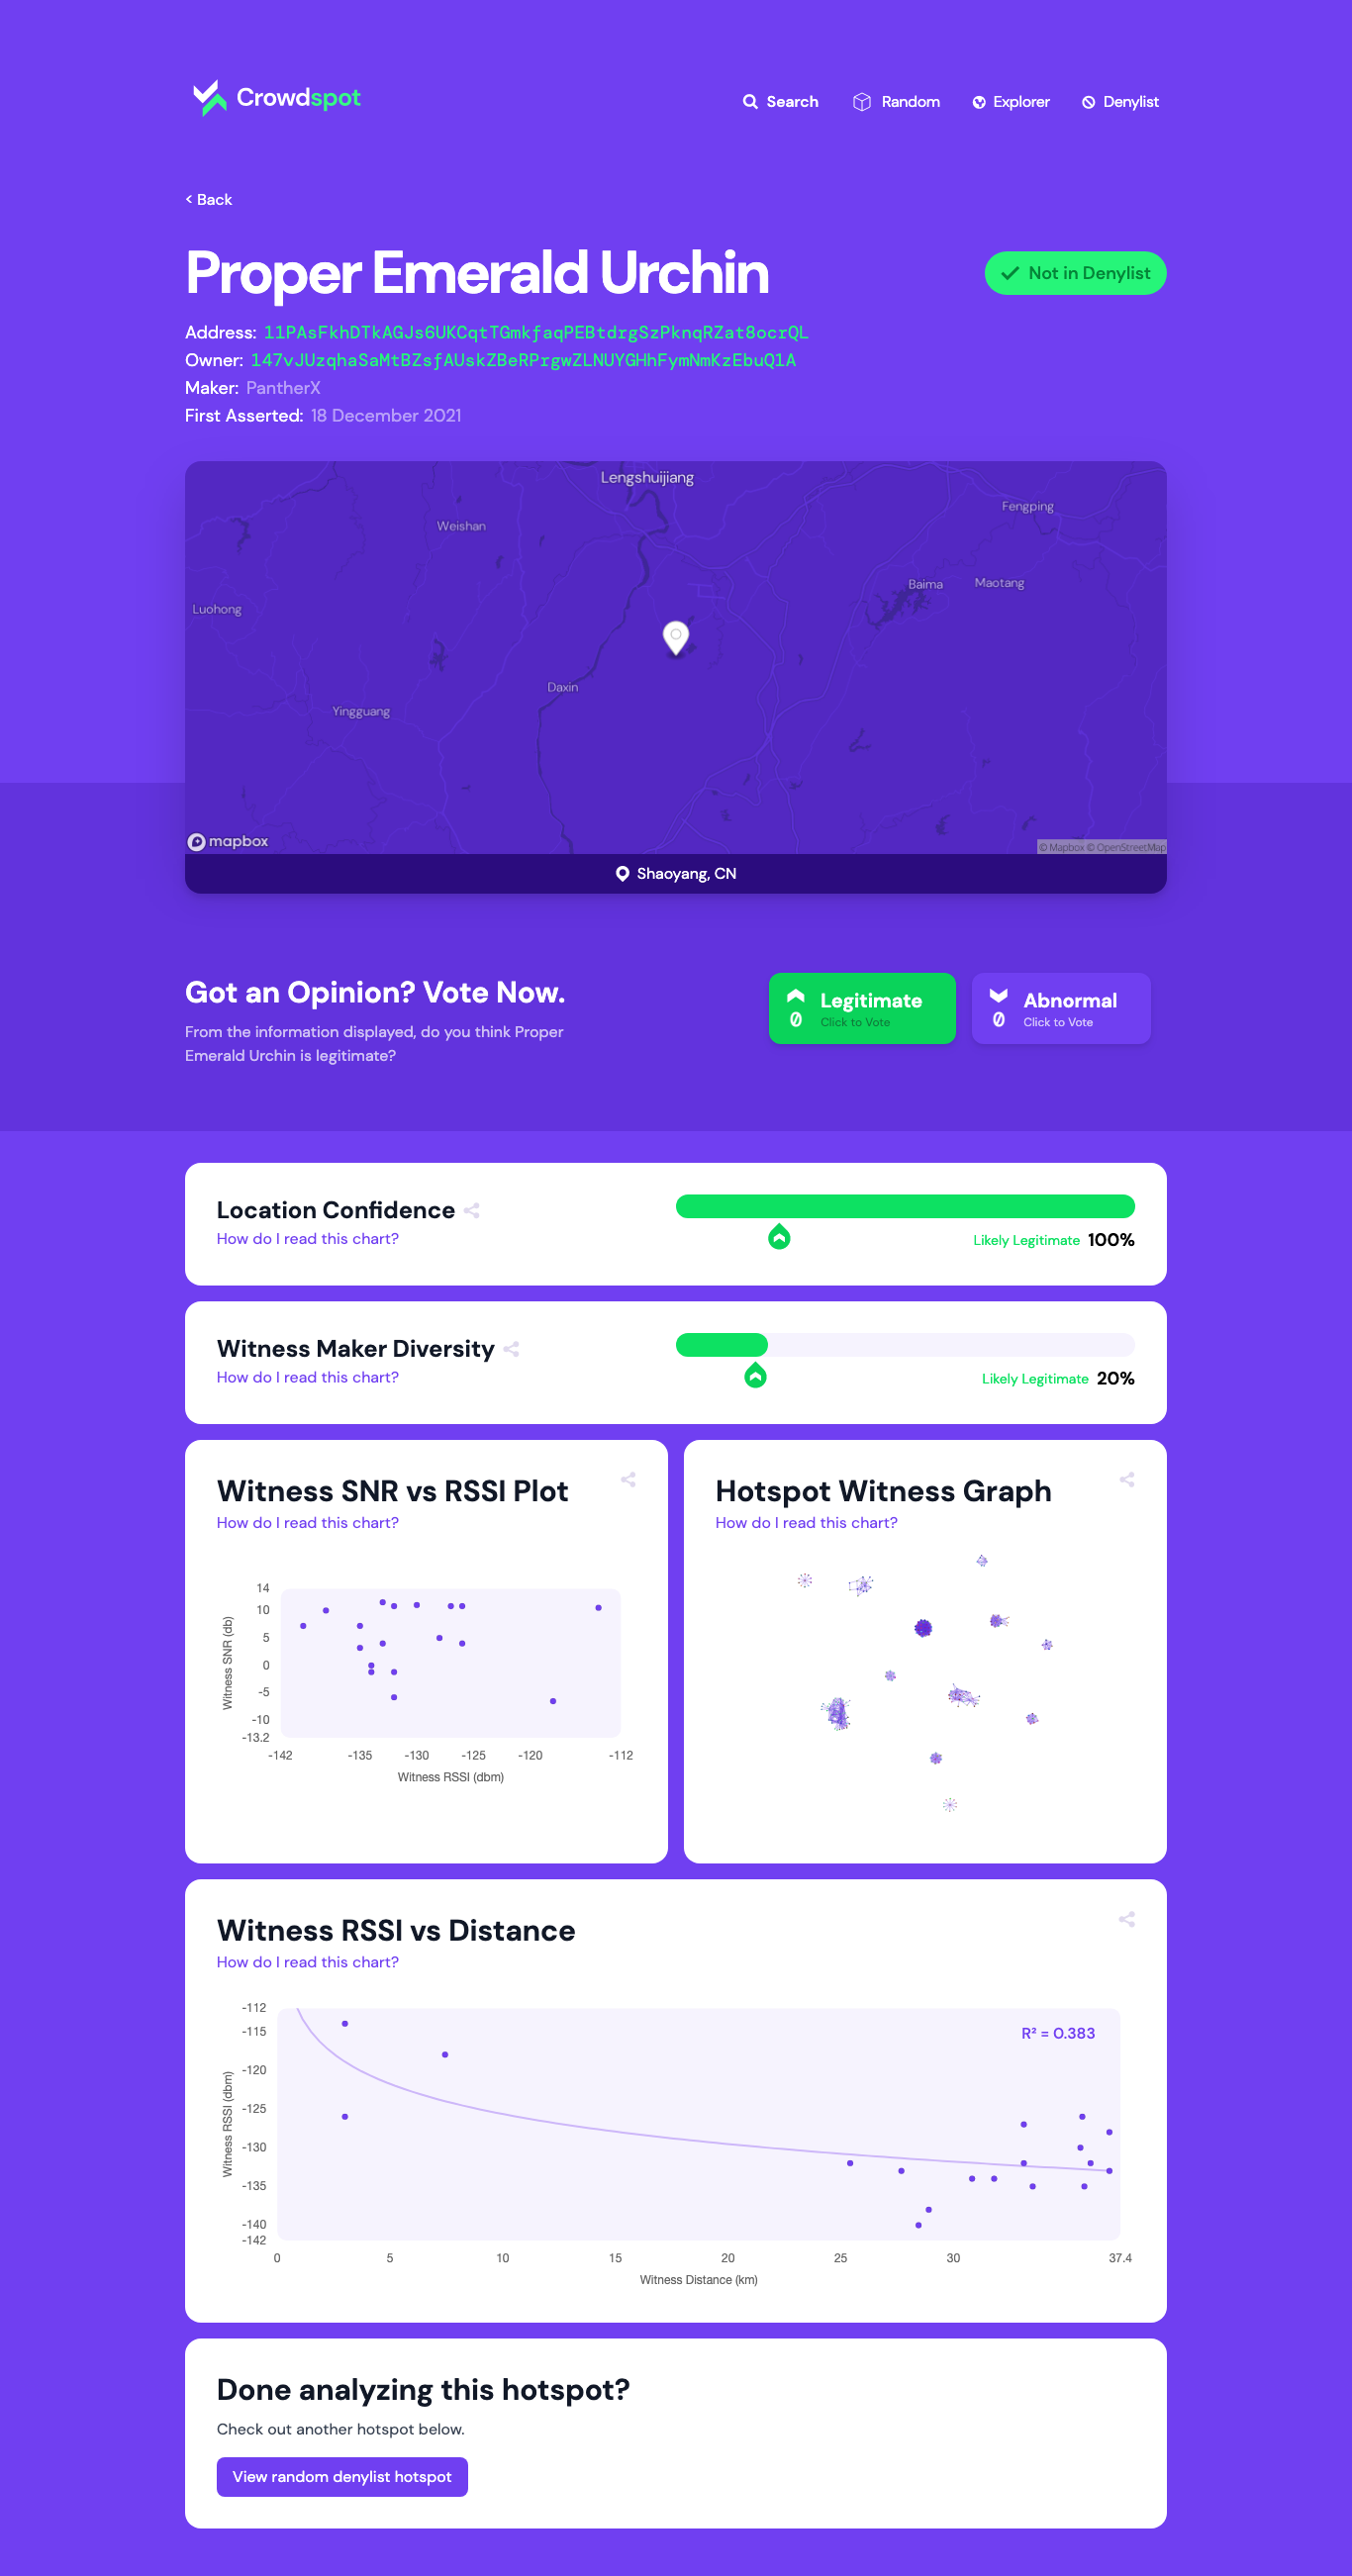 Crowdspot
Search
Random
Explorer
Denylist
< Back
Proper Emerald Urchin
Not in Denylist
Address: 11PAsFkhDTkAGJs6UKCqtTGmkfaqPEBtdrgSzPknqRZat8ocrQL
Owner: 147vJUzqhaSaMtBZsfAUskZBeRPrgwZLNUYGHhFymNmKzEbuQ1A
Maker: PantherX
First Asserted: 18 December 2021
Lengshuijiang
Fengping
Weishan
Baima
Maotang
Luohong
Daxin
Yingguang
mapbox
© Mapbox © OpenStreetMap
Shaoyang, CN
Got an Opinion? Vote Now.
From the information displayed, do you think Proper
Emerald Urchin is legitimate?
Legitimate
0
Click to Vote
Abnormal
0
Click to Vote
Location Confidence
How do I read this chart?
Likely Legitimate 100%
Witness Maker Diversity
How do I read this chart?
Likely Legitimate 20%
Witness SNR vs RSSI Plot
How do I read this chart?
14
10
5
0
-5
-10
-13.2
Witness SNR (db)
-142 -135 -130 -125 -120 -112
Witness RSSI (dbm)
Hotspot Witness Graph
How do I read this chart?
Witness RSSI vs Distance
How do I read this chart?
R² = 0.383
-112
-115
-120
-125
-130
-135
-140
-142
Witness RSSI (dbm)
0 5 10 15 20 25 30 37.4
Witness Distance (km)
Done analyzing this hotspot?
Check out another hotspot below.
View random denylist hotspot